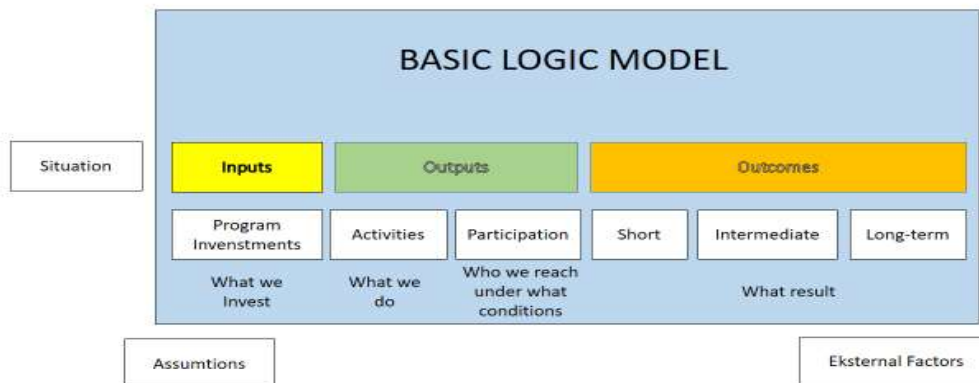 BASIC LOGIC MODEL
Situation
Inputs
Outputs
Outcomes
Program
Invenstments
Activities
Participation
Short
Intermediate
Long-term
What we
Invest
What we
do
Who we reach
under what
conditions
What result
Assumtions
Eksternal Factors